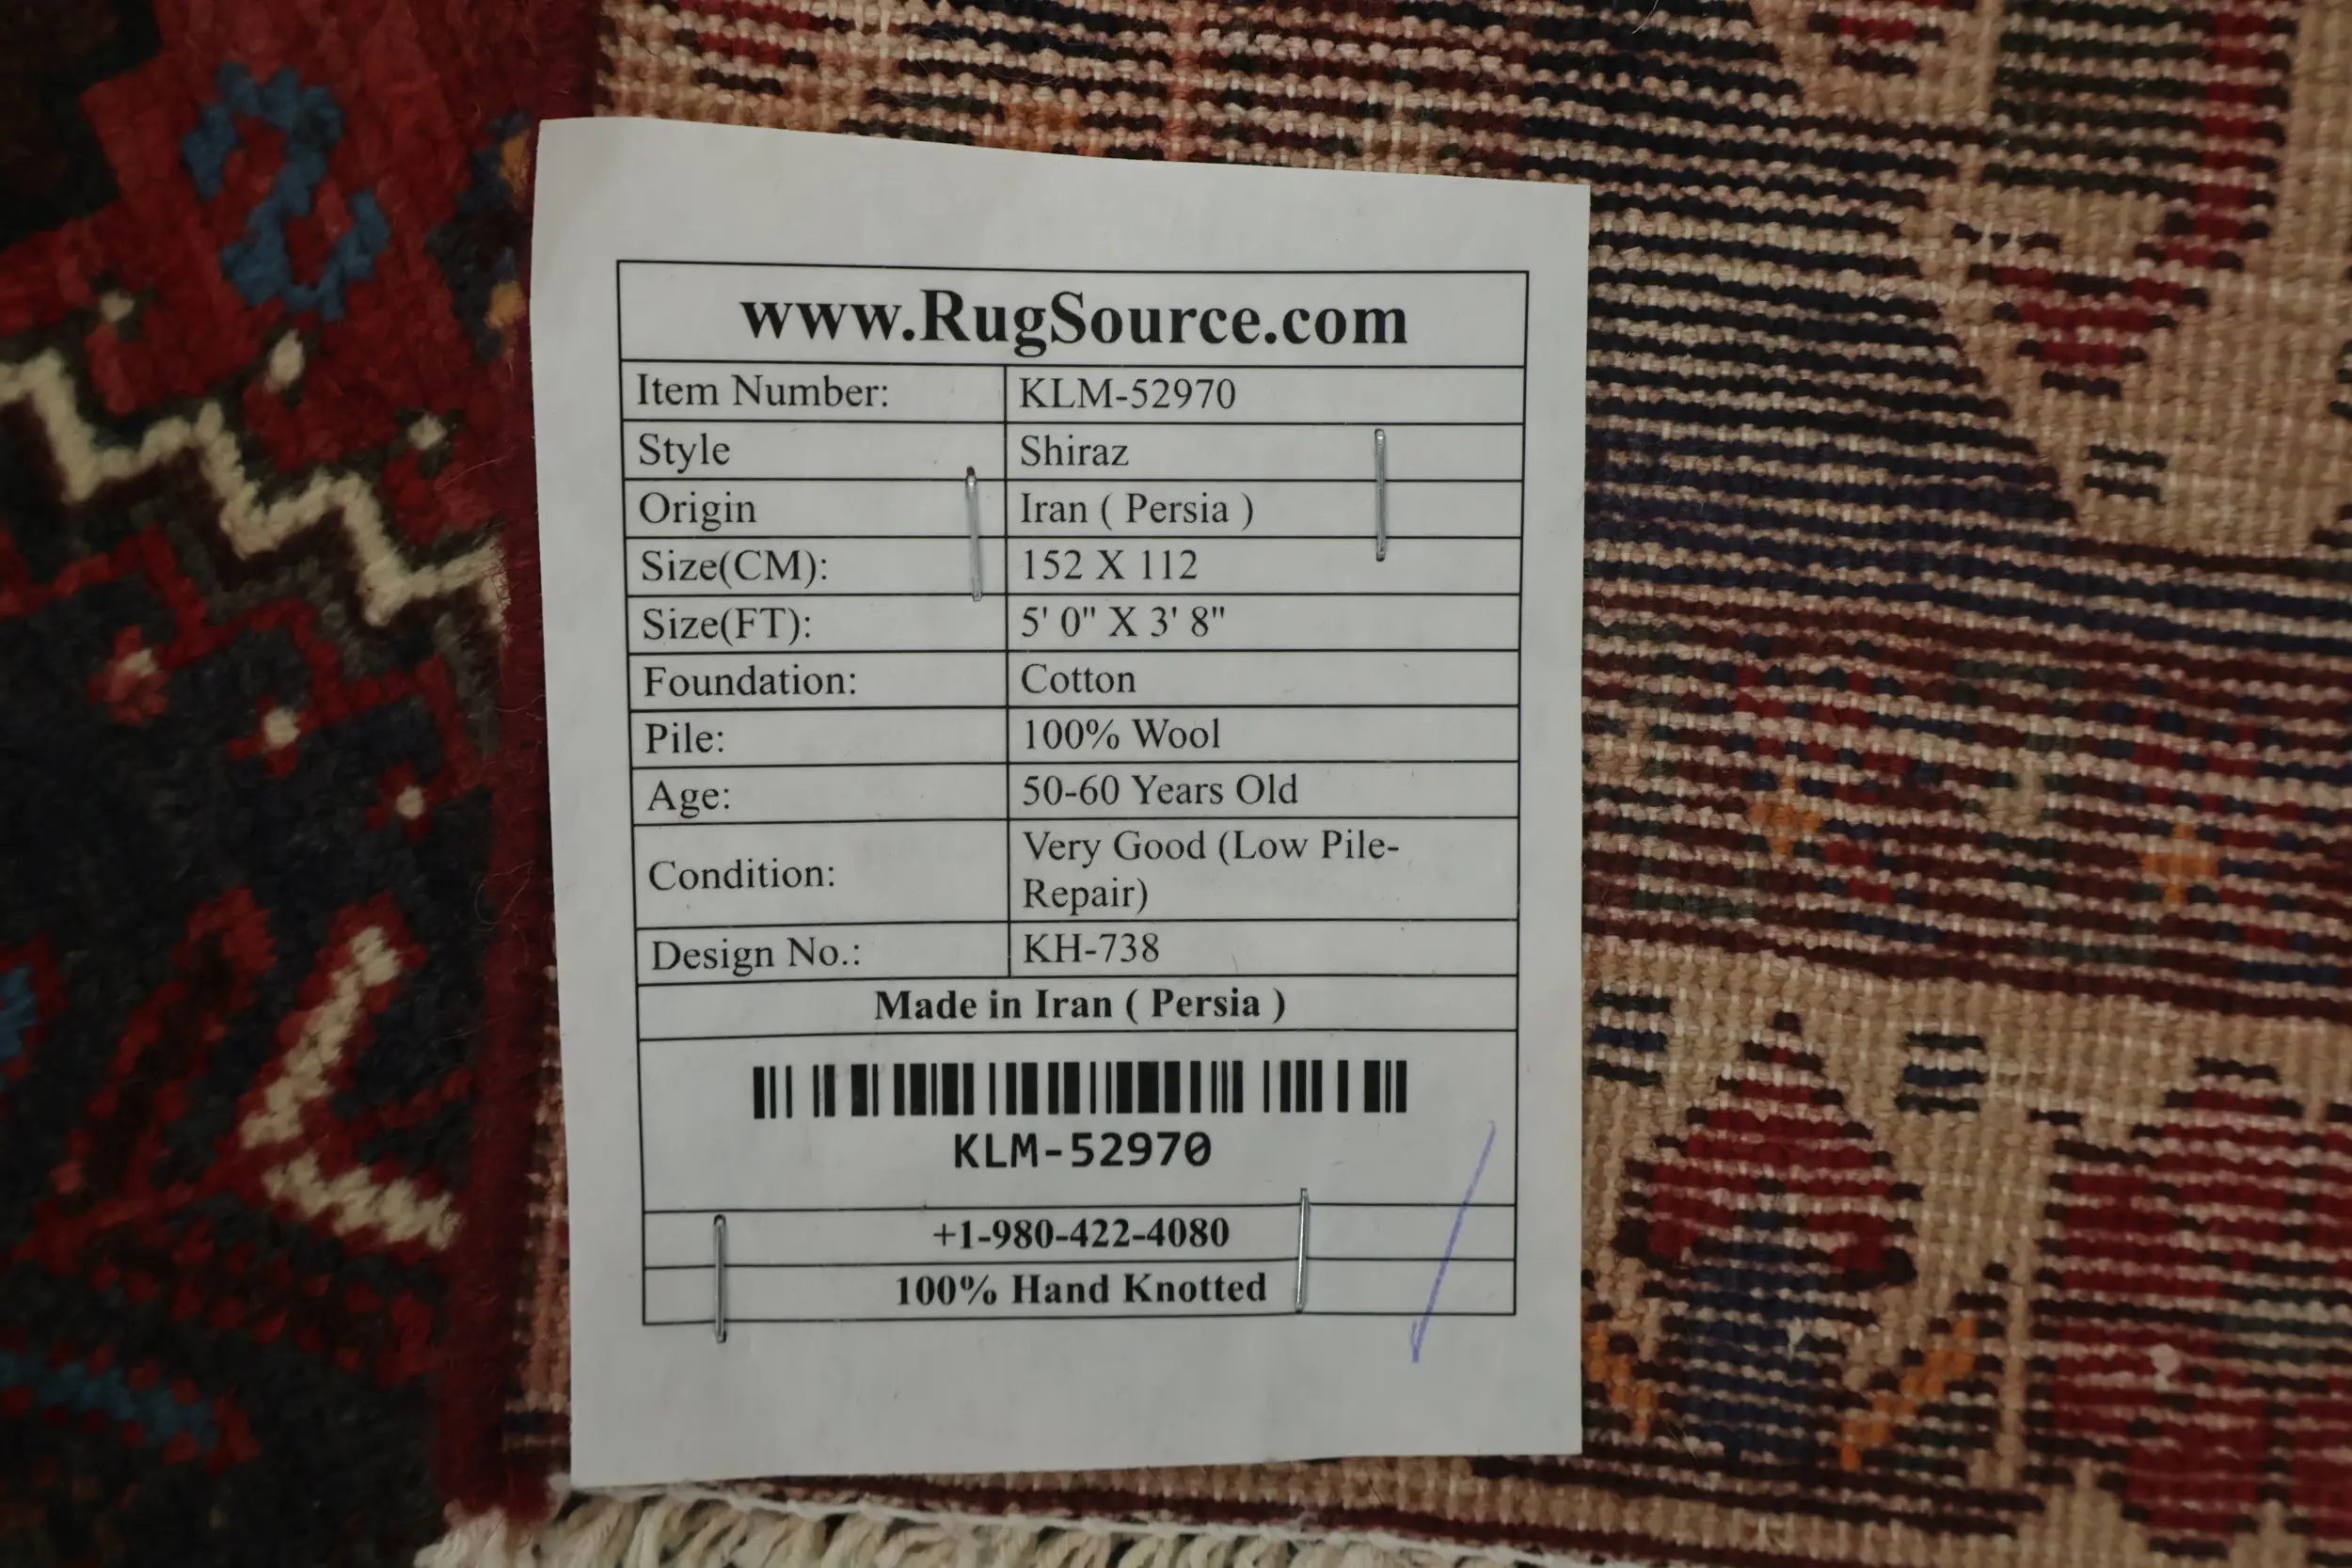 www.RugSource.com
Item Number: KLM-52970
Style Shiraz
Origin Iran ( Persia )
Size(CM): 152 X 112
Size(FT): 5' 0" X 3' 8"
Foundation: Cotton
Pile: 100% Wool
Age: 50-60 Years Old
Condition: Very Good (Low Pile-
Repair)
Design No.: KH-738
Made in Iran ( Persia )
KLM-52970
+1-980-422-4080
100% Hand Knotted